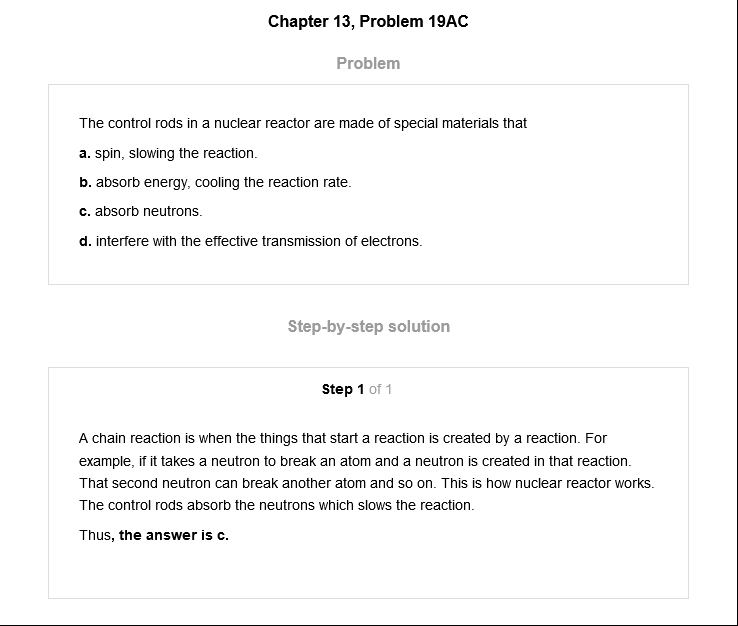 Chapter 13, Problem 19AC
Problem
The control rods in a nuclear reactor are made of special materials that
a. spin, slowing the reaction.
b. absorb energy, cooling the reaction rate.
c. absorb neutrons.
d. interfere with the effective transmission of electrons.
Step-by-step solution
Step 1 of 1
A chain reaction is when the things that start a reaction is created by a reaction. For
example, if it takes a neutron to break an atom and a neutron is created in that reaction.
That second neutron can break another atom and so on. This is how nuclear reactor works.
The control rods absorb the neutrons which slows the reaction.
Thus, the answer is c.